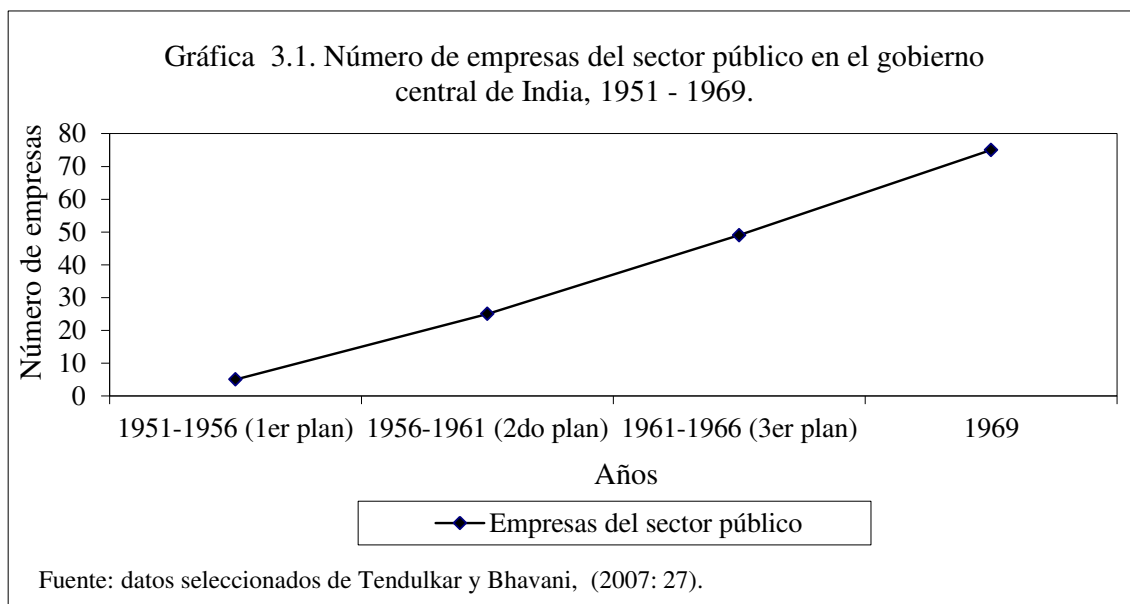 Gráfica  3.1. Número de empresas del sector público en el gobierno
central de India, 1951 - 1969.
Número de empresas
80
70
60
50
40
30
20
10
0
1951-1956 (1er plan) 1956-1961 (2do plan) 1961-1966 (3er plan) 1969
Años
Empresas del sector público
Fuente: datos seleccionados de Tendulkar y Bhavani,  (2007: 27).